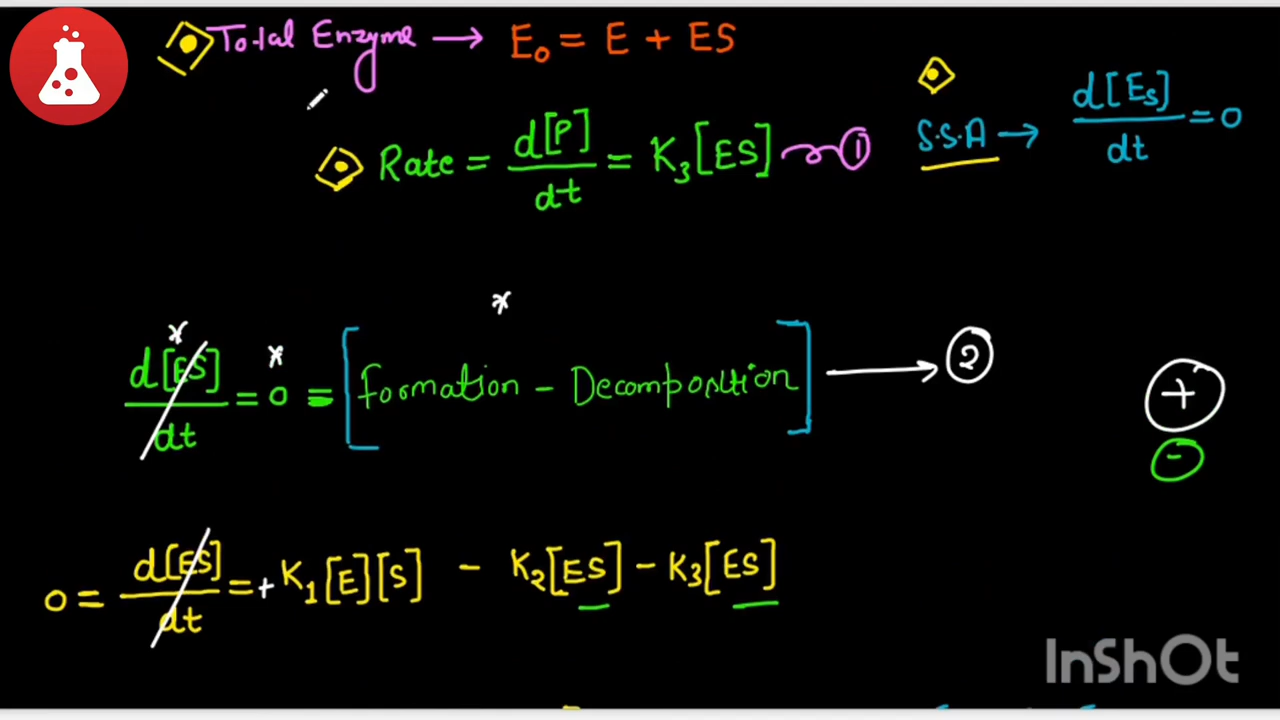 Total Enzyme → E₀ = E + ES
Rate = d[P]/dt = K₃[ES] ①
S.S.A → d[Es]/dt = 0
* * *
d[ES]/dt = 0 = [Formation - Decomposition] → ②
+
-
0 = d[ES]/dt = + K₁[E][S] - K₂[ES] - K₃[ES]
InShOt